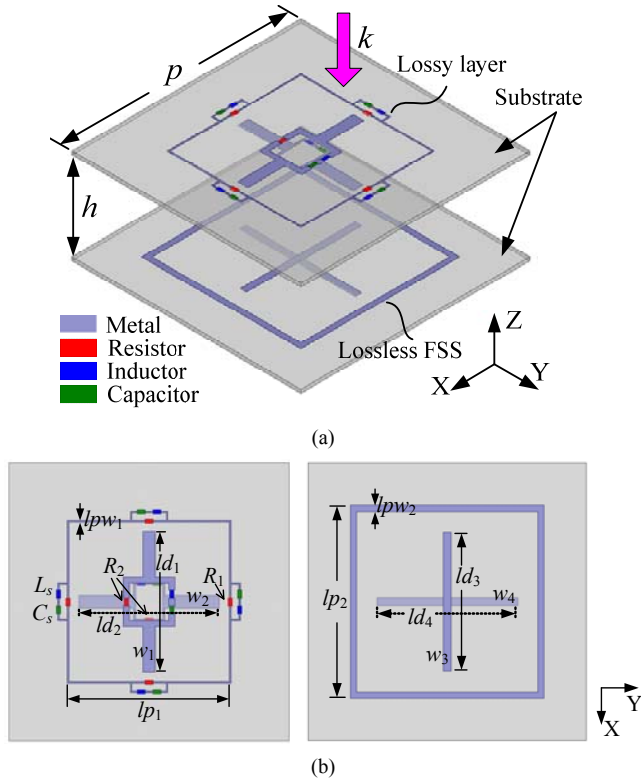 k
p
Lossy layer
Substrate
h
Metal
Resistor
Inductor
Capacitor
Lossless FSS
Z
X
Y
(a)
lpw1
R2
ld1
R1
Ls
Cs
w2
ld2
w1
lp1
lpw2
lp2
ld3
w4
ld4
w3
Y
X
(b)